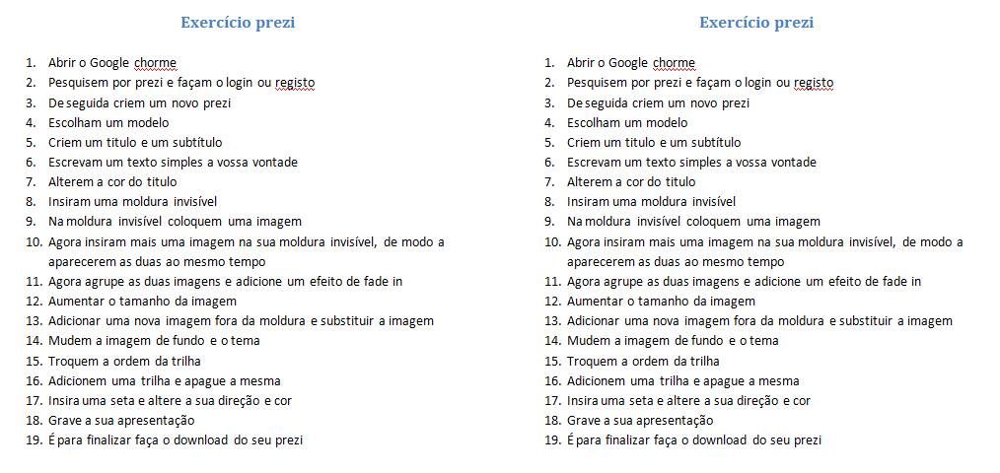 Exercício prezi
1. Abrir o Google chorme
2. Pesquisem por prezi e façam o login ou registo
3. De seguida criem um novo prezi
4. Escolham um modelo
5. Criem um titulo e um subtítulo
6. Escrevam um texto simples a vossa vontade
7. Alterem a cor do titulo
8. Insiram uma moldura invisível
9. Na moldura invisível coloquem uma imagem
10. Agora insiram mais uma imagem na sua moldura invisível, de modo a
aparecerem as duas ao mesmo tempo
11. Agora agrupe as duas imagens e adicione um efeito de fade in
12. Aumentar o tamanho da imagem
13. Adicionar uma nova imagem fora da moldura e substituir a imagem
14. Mudem a imagem de fundo e o tema
15. Troquem a ordem da trilha
16. Adicionem uma trilha e apague a mesma
17. Insira uma seta e altere a sua direção e cor
18. Grave a sua apresentação
19. É para finalizar faça o download do seu prezi
Exercício prezi
1. Abrir o Google chorme
2. Pesquisem por prezi e façam o login ou registo
3. De seguida criem um novo prezi
4. Escolham um modelo
5. Criem um titulo e um subtítulo
6. Escrevam um texto simples a vossa vontade
7. Alterem a cor do titulo
8. Insiram uma moldura invisível
9. Na moldura invisível coloquem uma imagem
10. Agora insiram mais uma imagem na sua moldura invisível, de modo a
aparecerem as duas ao mesmo tempo
11. Agora agrupe as duas imagens e adicione um efeito de fade in
12. Aumentar o tamanho da imagem
13. Adicionar uma nova imagem fora da moldura e substituir a imagem
14. Mudem a imagem de fundo e o tema
15. Troquem a ordem da trilha
16. Adicionem uma trilha e apague a mesma
17. Insira uma seta e altere a sua direção e cor
18. Grave a sua apresentação
19. É para finalizar faça o download do seu prezi